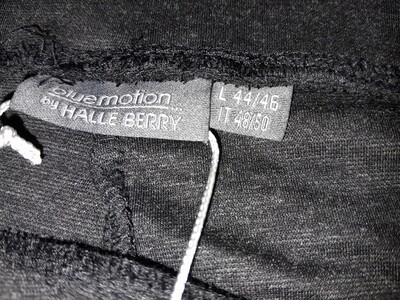 bluemotion
by HALLE BERRY
L 44/46
IT 48/50